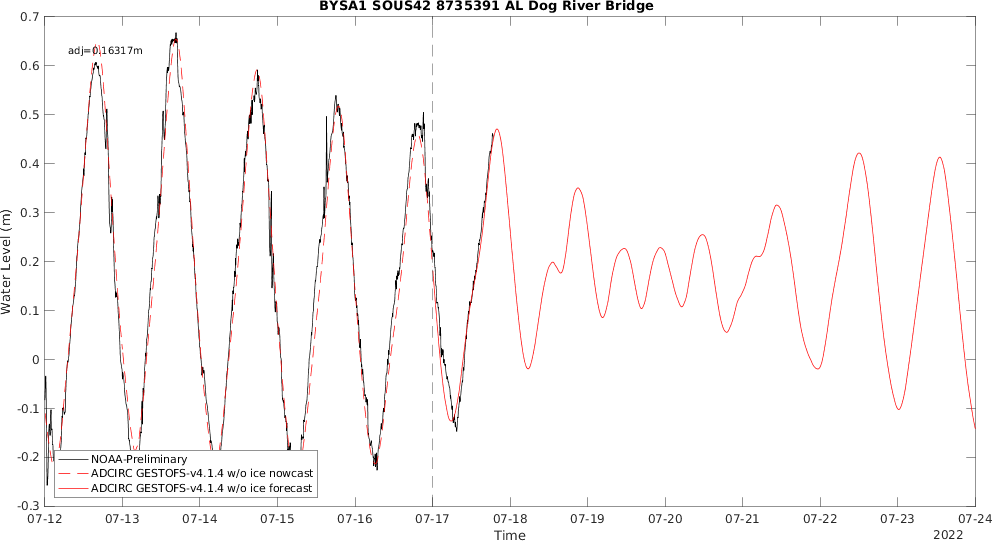 BYSA1 SOUS42 8735391 AL Dog River Bridge
adj=0.16317m
Water Level (m)
0.7
0.6
0.5
0.4
0.3
0.2
0.1
0
-0.1
-0.2
-0.3
NOAA-Preliminary
ADCIRC GESTOFS-v4.1.4 w/o ice nowcast
ADCIRC GESTOFS-v4.1.4 w/o ice forecast
07-12 07-13 07-14 07-15 07-16 07-17 07-18 07-19 07-20 07-21 07-22 07-23 07-24
Time
2022